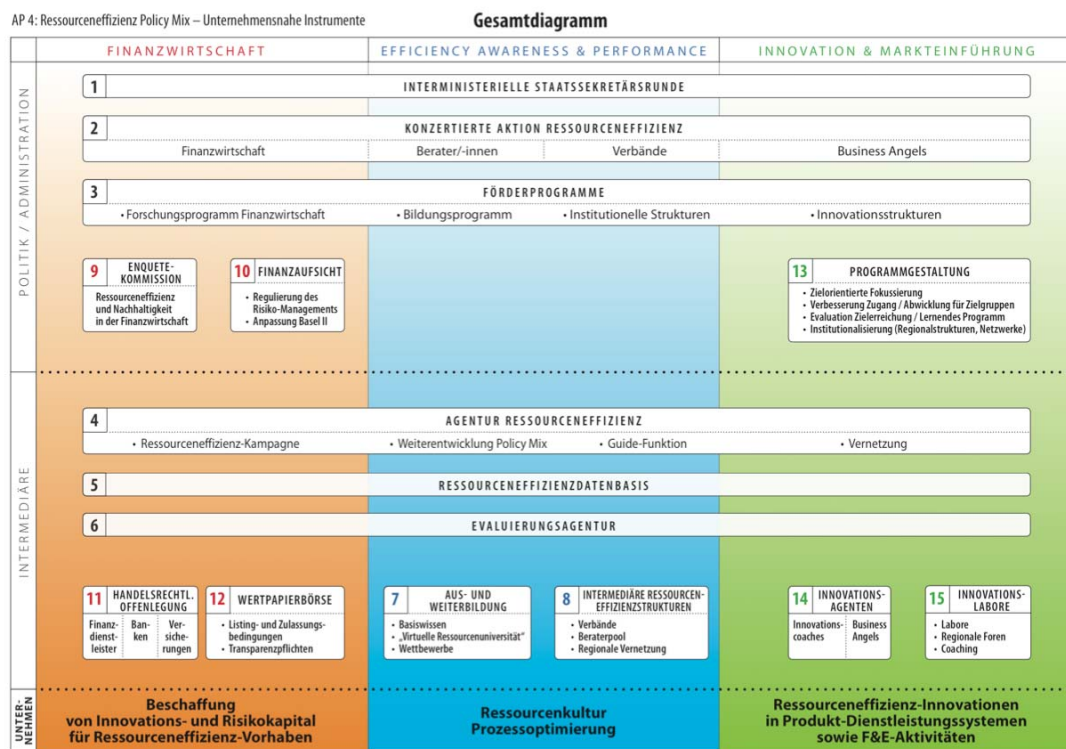 AP 4: Ressourceneffizienz Policy Mix – Unternehmensnahe Instrumente
Gesamtdiagramm
FINANZWIRTSCHAFT
EFFICIENCY AWARENESS & PERFORMANCE
INNOVATION & MARKTEINFÜHRUNG
POLITIK / ADMINISTRATION
1 INTERMINISTERIELLE STAATSSEKRETÄRSRUNDE
2 KONZERTIERTE AKTION RESSOURCENEFFIZIENZ
Finanzwirtschaft
Berater/-innen
Verbände
Business Angels
3 FÖRDERPROGRAMME
• Forschungsprogramm Finanzwirtschaft
• Bildungsprogramm
• Institutionelle Strukturen
• Innovationsstrukturen
9 ENQUETE-
KOMMISSION
Ressourceneffizienz
und Nachhaltigkeit
in der Finanzwirtschaft
10 FINANZAUFSICHT
• Regulierung des
Risiko-Managements
• Anpassung Basel II
13 PROGRAMMGESTALTUNG
• Zielorientierte Fokussierung
• Verbesserung Zugang / Abwicklung für Zielgruppen
• Evaluation Zielerreichung / Lernendes Programm
• Institutionalisierung (Regionalstrukturen, Netzwerke)
INTERMEDIÄRE
4 AGENTUR RESSOURCENEFFIZIENZ
• Ressourceneffizienz-Kampagne
• Weiterentwicklung Policy Mix
• Guide-Funktion
• Vernetzung
5 RESSOURCENEFFIZIENZDATENBASIS
6 EVALUIERUNGSAGENTUR
11 HANDELSRECHTL.
OFFENLEGUNG
Finanz-
dienst-
leister
Ban-
ken
Ver-
siche-
rungen
12 WERTPAPIERBÖRSE
• Listing- und Zulassungs-
bedingungen
• Transparenzpflichten
7 AUS- UND
WEITERBILDUNG
• Basiswissen
• „Virtuelle Ressourcenuniversität“
• Wettbewerbe
8 INTERMEDIÄRE RESSOURCEN-
EFFIZIENZSTRUKTUREN
• Verbände
• Beraterpool
• Regionale Vernetzung
14 INNOVATIONS-
AGENTEN
Innovations-
coaches
Business
Angels
15 INNOVATIONS-
LABORE
• Labore
• Regionale Foren
• Coaching
UNTER-
NEHMEN
Beschaffung
von Innovations- und Risikokapital
für Ressourceneffizienz-Vorhaben
Ressourcenkultur
Prozessoptimierung
Ressourceneffizienz-Innovationen
in Produkt-Dienstleistungssystemen
sowie F&E-Aktivitäten